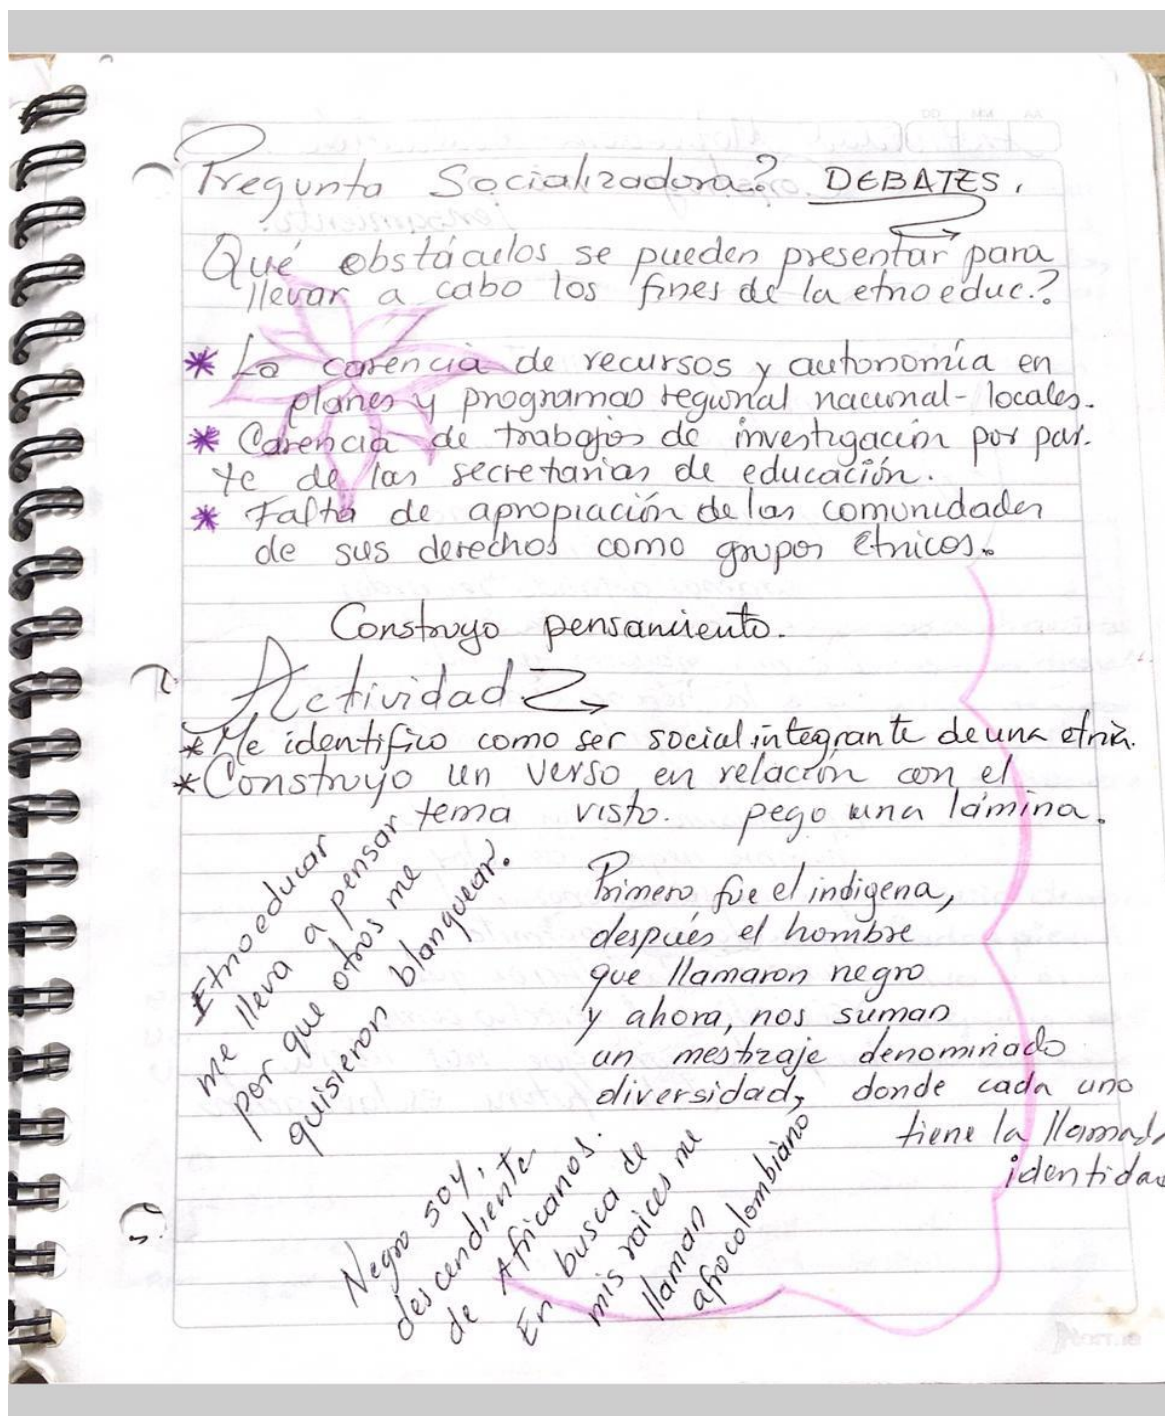 Pregunta Socializadora? DEBATES.
Qué obstáculos se pueden presentar para
llevar a cabo los fines de la etnoeduc.?
* La carencia de recursos y autonomía en
planes y programas regional nacional - locales.
* Carencia de trabajos de investigación por par-
te de las secretarias de educación.
* Falta de apropiación de las comunidades
de sus derechos como grupos étnicos.
Construyo pensamiento.
Actividad
* Me identifico como ser social integrante de una etnia.
* Construyo un verso en relación con el
tema visto. pego una lámina.
Etnoeducar
me lleva a pensar
por que otros me
quisieron blanquear.
Primero fue el indigena,
después el hombre
que llamaron negro
y ahora, nos suman
un mestizaje denominado
diversidad, donde cada uno
tiene la llamada
identidad
Negro soy,
descendiente
de Africanos.
En busca de
mis raices me
llaman
afrocolombiano